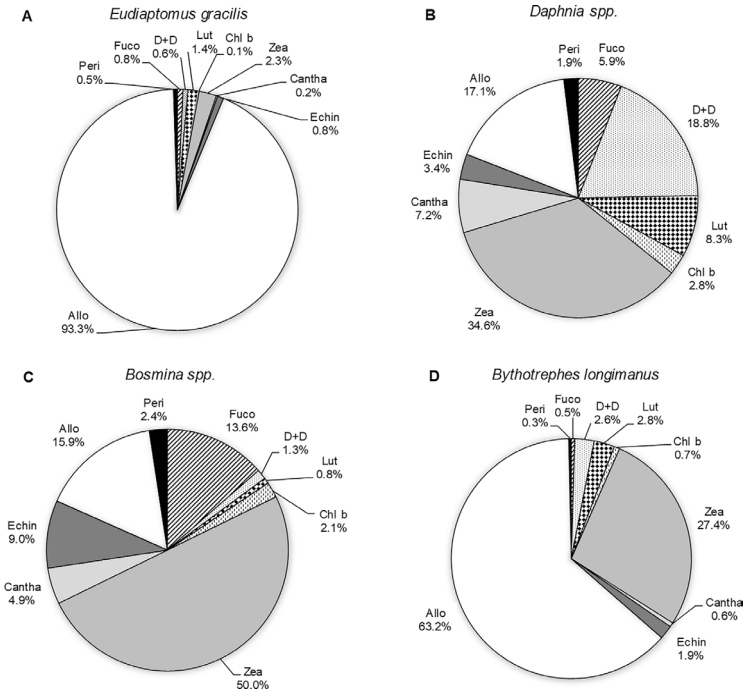 A
Eudiaptomus gracilis
Peri
0.5%
Fuco
0.8%
D+D
0.6%
Lut
1.4%
Chl b
0.1%
Zea
2.3%
Cantha
0.2%
Echin
0.8%
Allo
93.3%
B
Daphnia spp.
Peri
1.9%
Fuco
5.9%
D+D
18.8%
Lut
8.3%
Chl b
2.8%
Zea
34.6%
Cantha
7.2%
Echin
3.4%
Allo
17.1%
C
Bosmina spp.
Peri
2.4%
Fuco
13.6%
D+D
1.3%
Lut
0.8%
Chl b
2.1%
Zea
50.0%
Cantha
4.9%
Echin
9.0%
Allo
15.9%
D
Bythotrephes longimanus
Peri
0.3%
Fuco
0.5%
D+D
2.6%
Lut
2.8%
Chl b
0.7%
Zea
27.4%
Cantha
0.6%
Echin
1.9%
Allo
63.2%